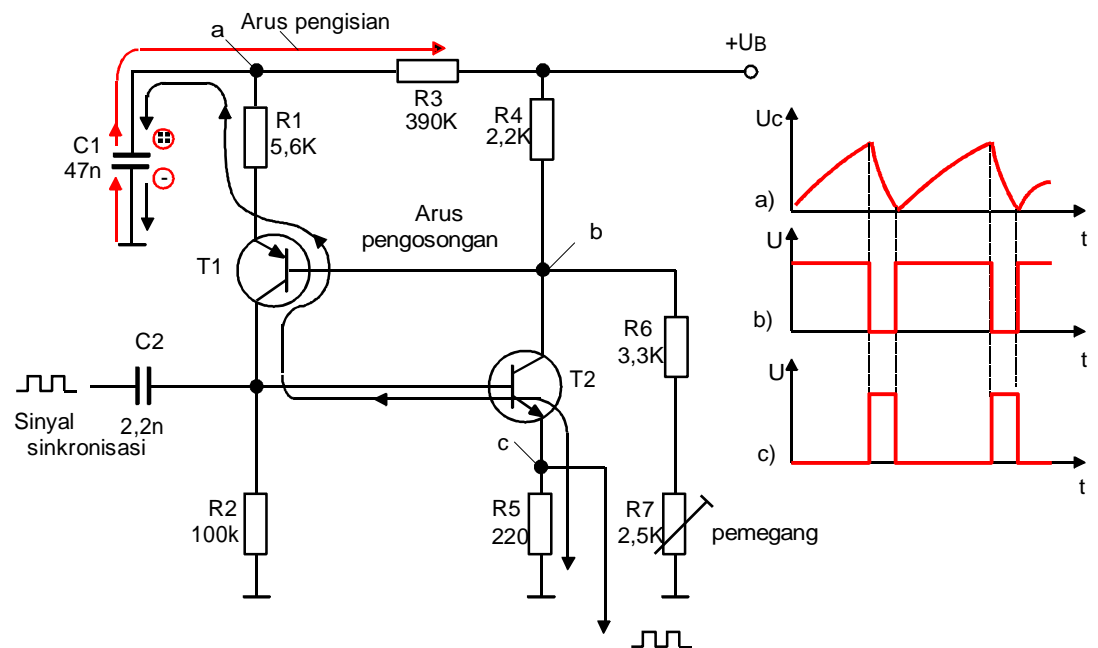 Arus pengisian
a
+UB
R3
390K
R4
2,2K
R1
5,6K
C1
47n
+
-
Arus
pengosongan
b
T1
C2
R6
3,3K
T2
Sinyal
sinkronisasi
2,2n
c
R2
100k
R5
220
R7
2,5K
pemegang
Uc
a)
t
U
b)
t
U
c)
t